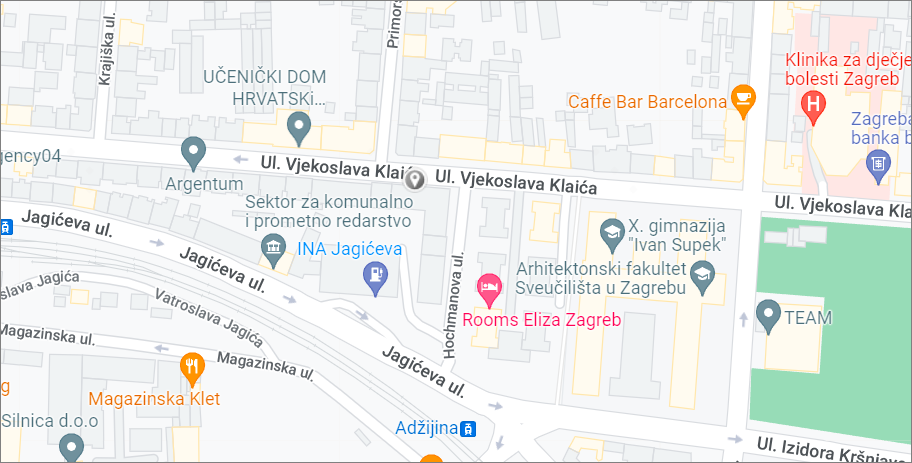 Krajiška ul.
Primors
Klinika za dječje
bolesti Zagreb
UČENIČKI DOM
HRVATSKi...
Caffe Bar Barcelona
H
Zagreba
banka b
gency04
Ul. Vjekoslava Klaića
Ul. Vjekoslava Klaića
Argentum
Sektor za komunalno
i prometno redarstvo
Ul. Vjekoslava Kla
Jagićeva ul.
X. gimnazija
"Ivan Supek"
INA Jagićeva
Jagićeva ul.
Arhitektonski fakultet
Sveučilišta u Zagrebu
slava Jagića
Vatroslava Jagića
Hochmanova ul.
Rooms Eliza Zagreb
TEAM
Magazinska ul.
Magazinska ul.
Jagićeva ul.
g
Magazinska Klet
Silnica d.o.o
Adžijina
Ul. Izidora Kršnjavo